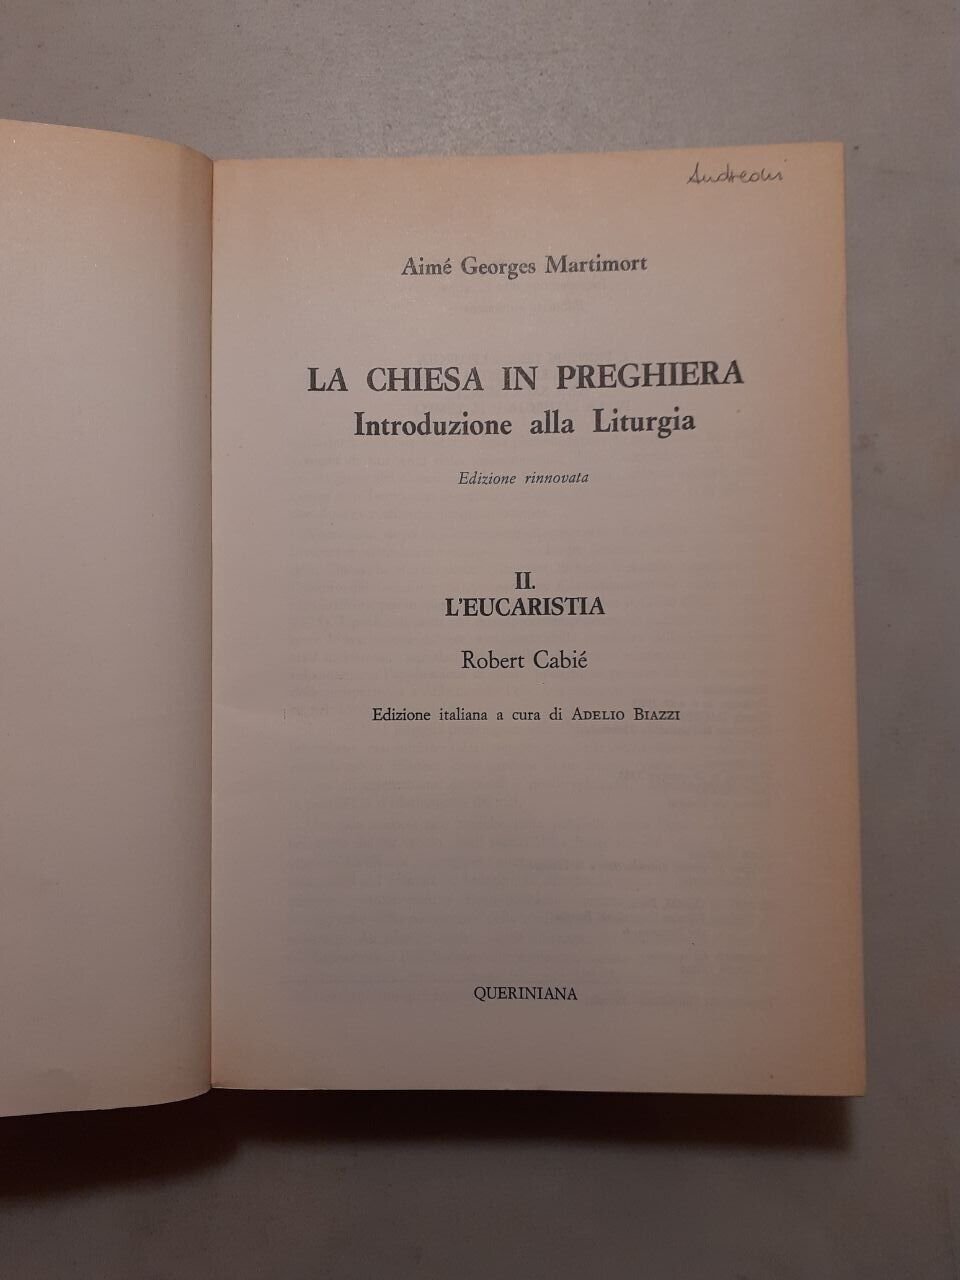 Andreoni
Aimé Georges Martimort
LA CHIESA IN PREGHIERA
Introduzione alla Liturgia
Edizione rinnovata
II.
L'EUCARISTIA
Robert Cabié
Edizione italiana a cura di ADELIO BIAZZI
QUERINIANA